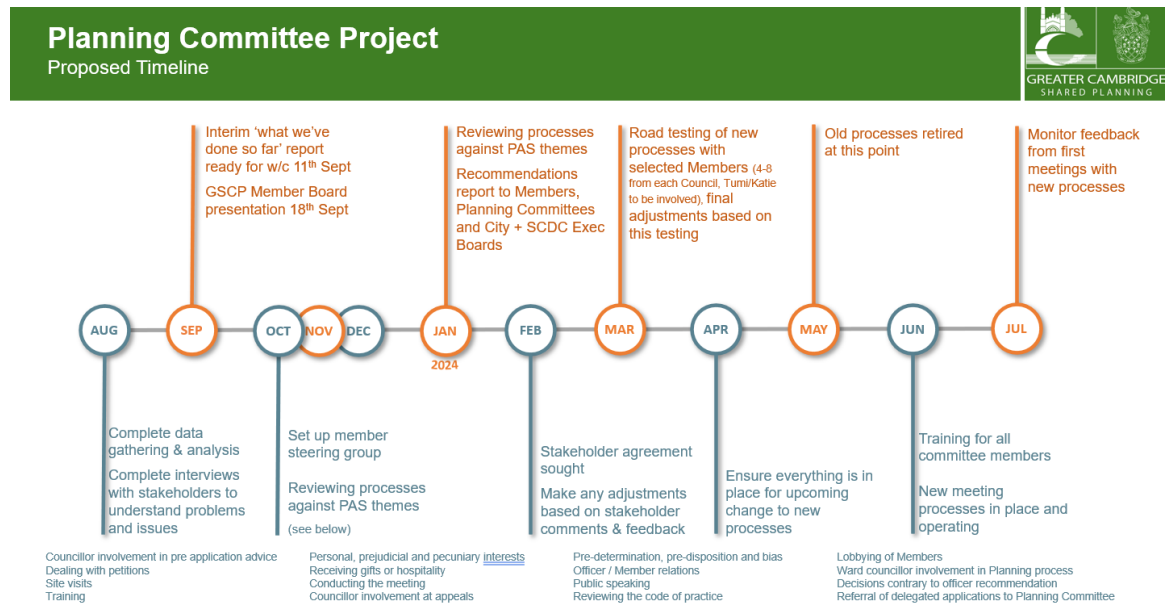 Planning Committee Project
Proposed Timeline
GREATER CAMBRIDGE
SHARED PLANNING
Interim ‘what we’ve
done so far’ report
ready for w/c 11th Sept
GSCP Member Board
presentation 18th Sept
Reviewing processes
against PAS themes
Recommendations
report to Members,
Planning Committees
and City + SCDC Exec
Boards
Road testing of new
processes with
selected Members (4-8
from each Council, Tumi/Katie
to be involved), final
adjustments based on
this testing
Old processes retired
at this point
Monitor feedback
from first
meetings with
new processes
AUG
SEP
OCT
NOV
DEC
JAN
2024
FEB
MAR
APR
MAY
JUN
JUL
Complete data
gathering & analysis
Complete interviews
with stakeholders to
understand problems
and issues
Set up member
steering group
Reviewing processes
against PAS themes
(see below)
Stakeholder agreement
sought
Make any adjustments
based on stakeholder
comments & feedback
Ensure everything is in
place for upcoming
change to new
processes
Training for all
committee members
New meeting
processes in place and
operating
Councillor involvement in pre application advice
Dealing with petitions
Site visits
Training
Personal, prejudicial and pecuniary interests
Receiving gifts or hospitality
Conducting the meeting
Councillor involvement at appeals
Pre-determination, pre-disposition and bias
Officer / Member relations
Public speaking
Reviewing the code of practice
Lobbying of Members
Ward councillor involvement in Planning process
Decisions contrary to officer recommendation
Referral of delegated applications to Planning Committee